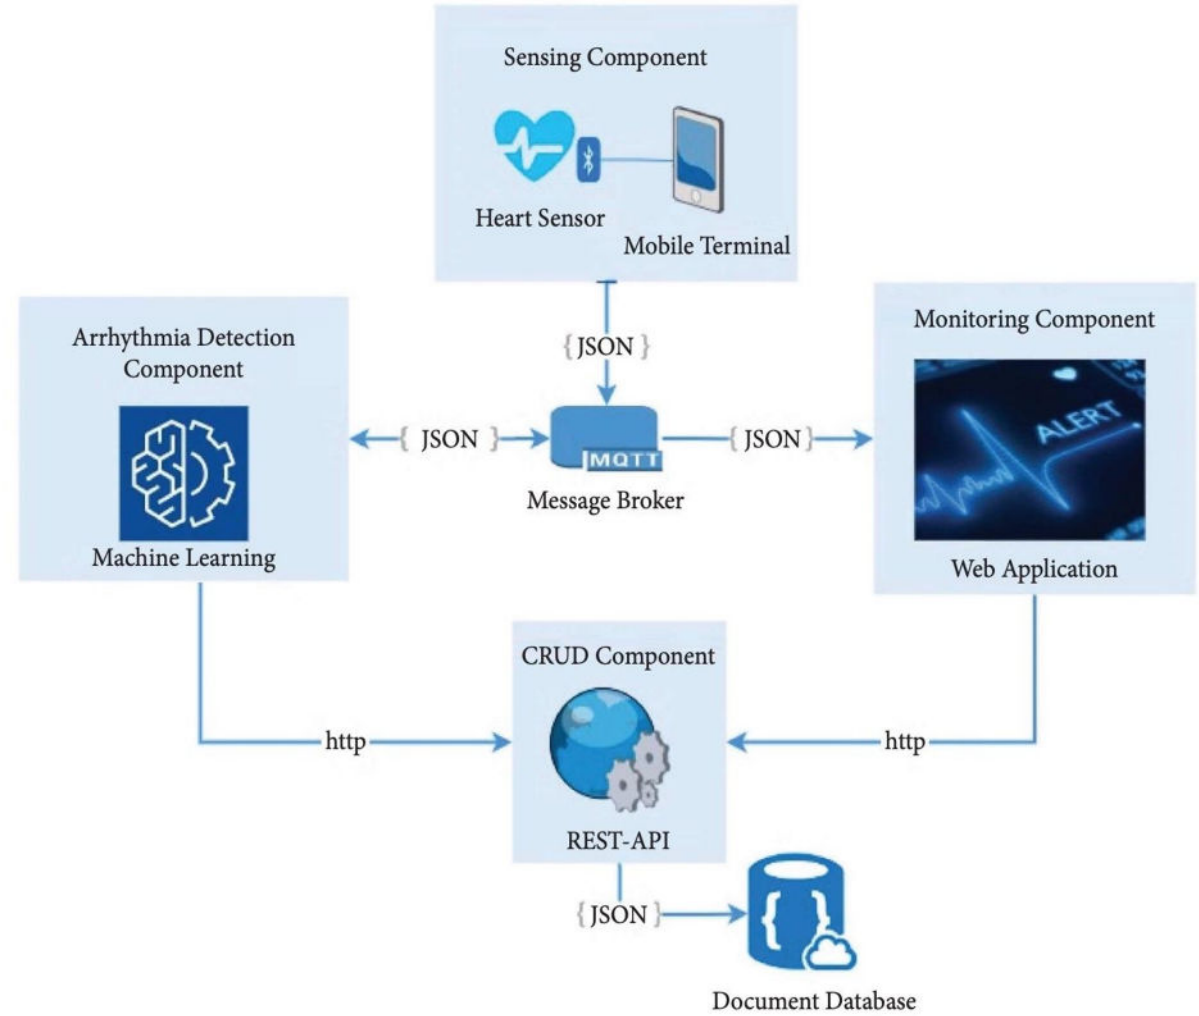 Sensing Component
Heart Sensor
Mobile Terminal
{ JSON }
Arrhythmia Detection
Component
Machine Learning
{ JSON }
MQTT
Message Broker
{ JSON }
Monitoring Component
ALERT
Web Application
http
http
CRUD Component
REST-API
{ JSON }
{ }
Document Database